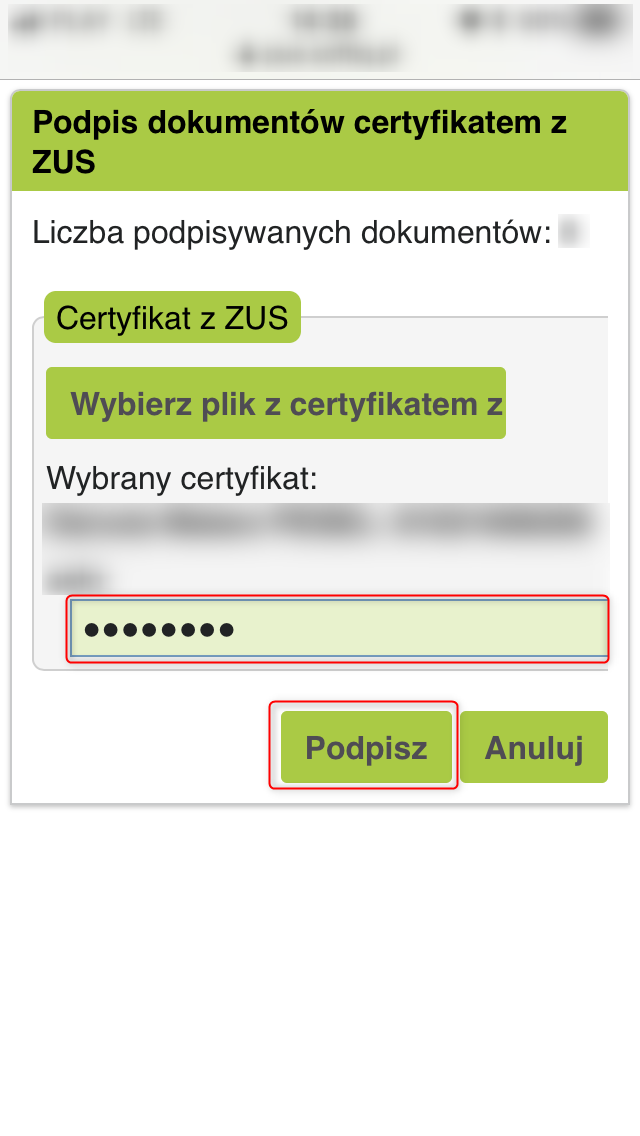 Podpis dokumentów certyfikatem z
ZUS
Liczba podpisywanych dokumentów:
Certyfikat z ZUS
Wybierz plik z certyfikatem z
Wybrany certyfikat:
••••••••
Podpisz
Anuluj